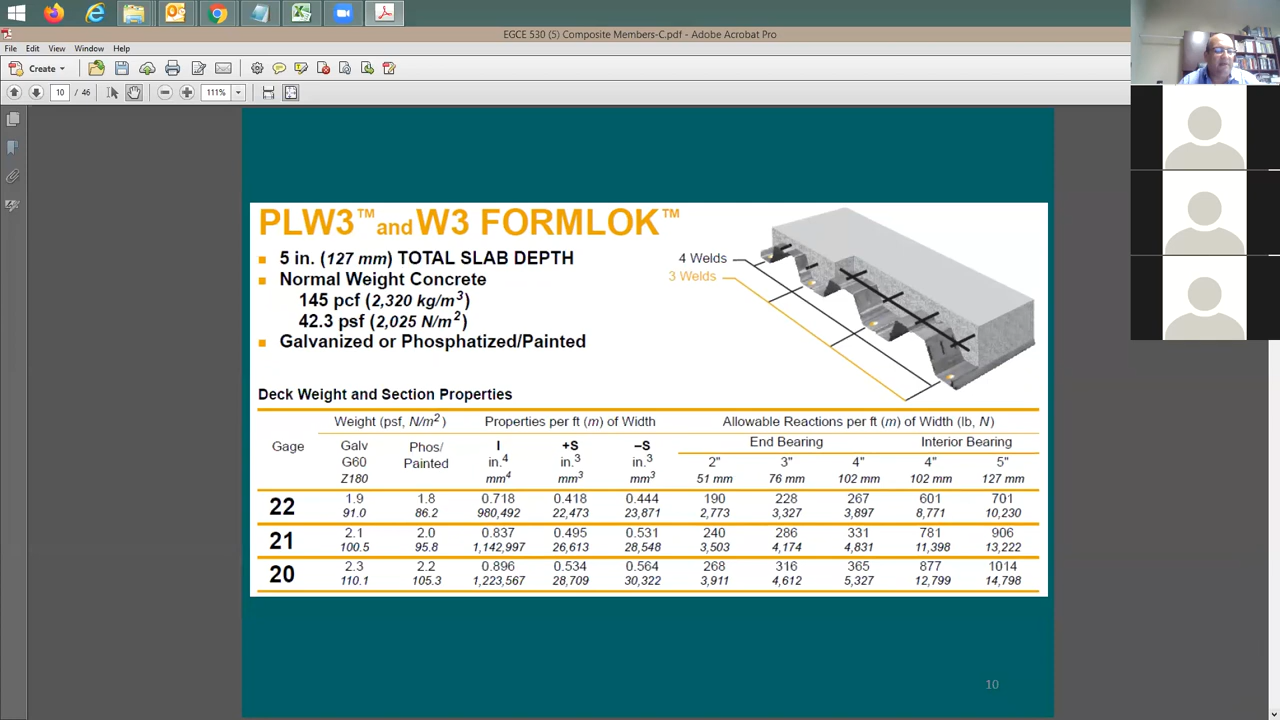 EGCE 530 (5) Composite Members-C.pdf - Adobe Acrobat Pro
File Edit View Window Help
Create
10 / 46 111%
PLW3™ and W3 FORMLOK™
5 in. (127 mm) TOTAL SLAB DEPTH
Normal Weight Concrete
145 pcf (2,320 kg/m3)
42.3 psf (2,025 N/m2)
Galvanized or Phosphatized/Painted
4 Welds
3 Welds
Deck Weight and Section Properties
Weight (psf, N/m2) Properties per ft (m) of Width Allowable Reactions per ft (m) of Width (lb, N)
Gage Galv Phos/ I +S –S End Bearing Interior Bearing
G60 Painted in.4 in.3 in.3 2" 3" 4" 4" 5"
Z180 mm4 mm3 mm3 51 mm 76 mm 102 mm 102 mm 127 mm
22 1.9 1.8 0.718 0.418 0.444 190 228 267 601 701
91.0 86.2 980,492 22,473 23,871 2,773 3,327 3,897 8,771 10,230
21 2.1 2.0 0.837 0.495 0.531 240 286 331 781 906
100.5 95.8 1,142,997 26,613 28,548 3,503 4,174 4,831 11,398 13,222
20 2.3 2.2 0.896 0.534 0.564 268 316 365 877 1014
110.1 105.3 1,223,567 28,709 30,322 3,911 4,612 5,327 12,799 14,798
10